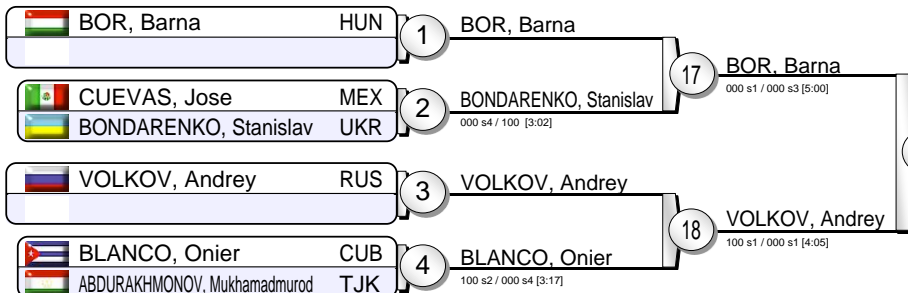 BOR, Barna HUN
1
BOR, Barna
CUEVAS, Jose MEX
BONDARENKO, Stanislav UKR
2
BONDARENKO, Stanislav
000 s4 / 100 [3:02]
17
BOR, Barna
000 s1 / 000 s3 [5:00]
VOLKOV, Andrey RUS
3
VOLKOV, Andrey
BLANCO, Onier CUB
ABDURAKHMONOV, Mukhamadmurod TJK
4
BLANCO, Onier
100 s2 / 000 s4 [3:17]
18
VOLKOV, Andrey
100 s1 / 000 s1 [4:05]